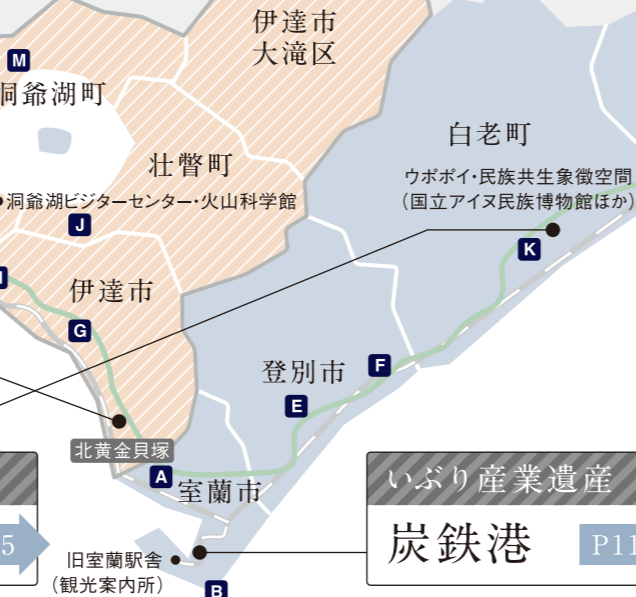 伊達市
大滝区
M
洞爺湖町
白老町
壮瞥町
ウポポイ・民族共生象徴空間
（国立アイヌ民族博物館ほか）
洞爺湖ビジターセンター・火山科学館
J
K
伊達市
G
登別市
F
E
北黄金貝塚
A
室蘭市
いぶり産業遺産
炭鉄港
P11
5
旧室蘭駅舎
（観光案内所）
B